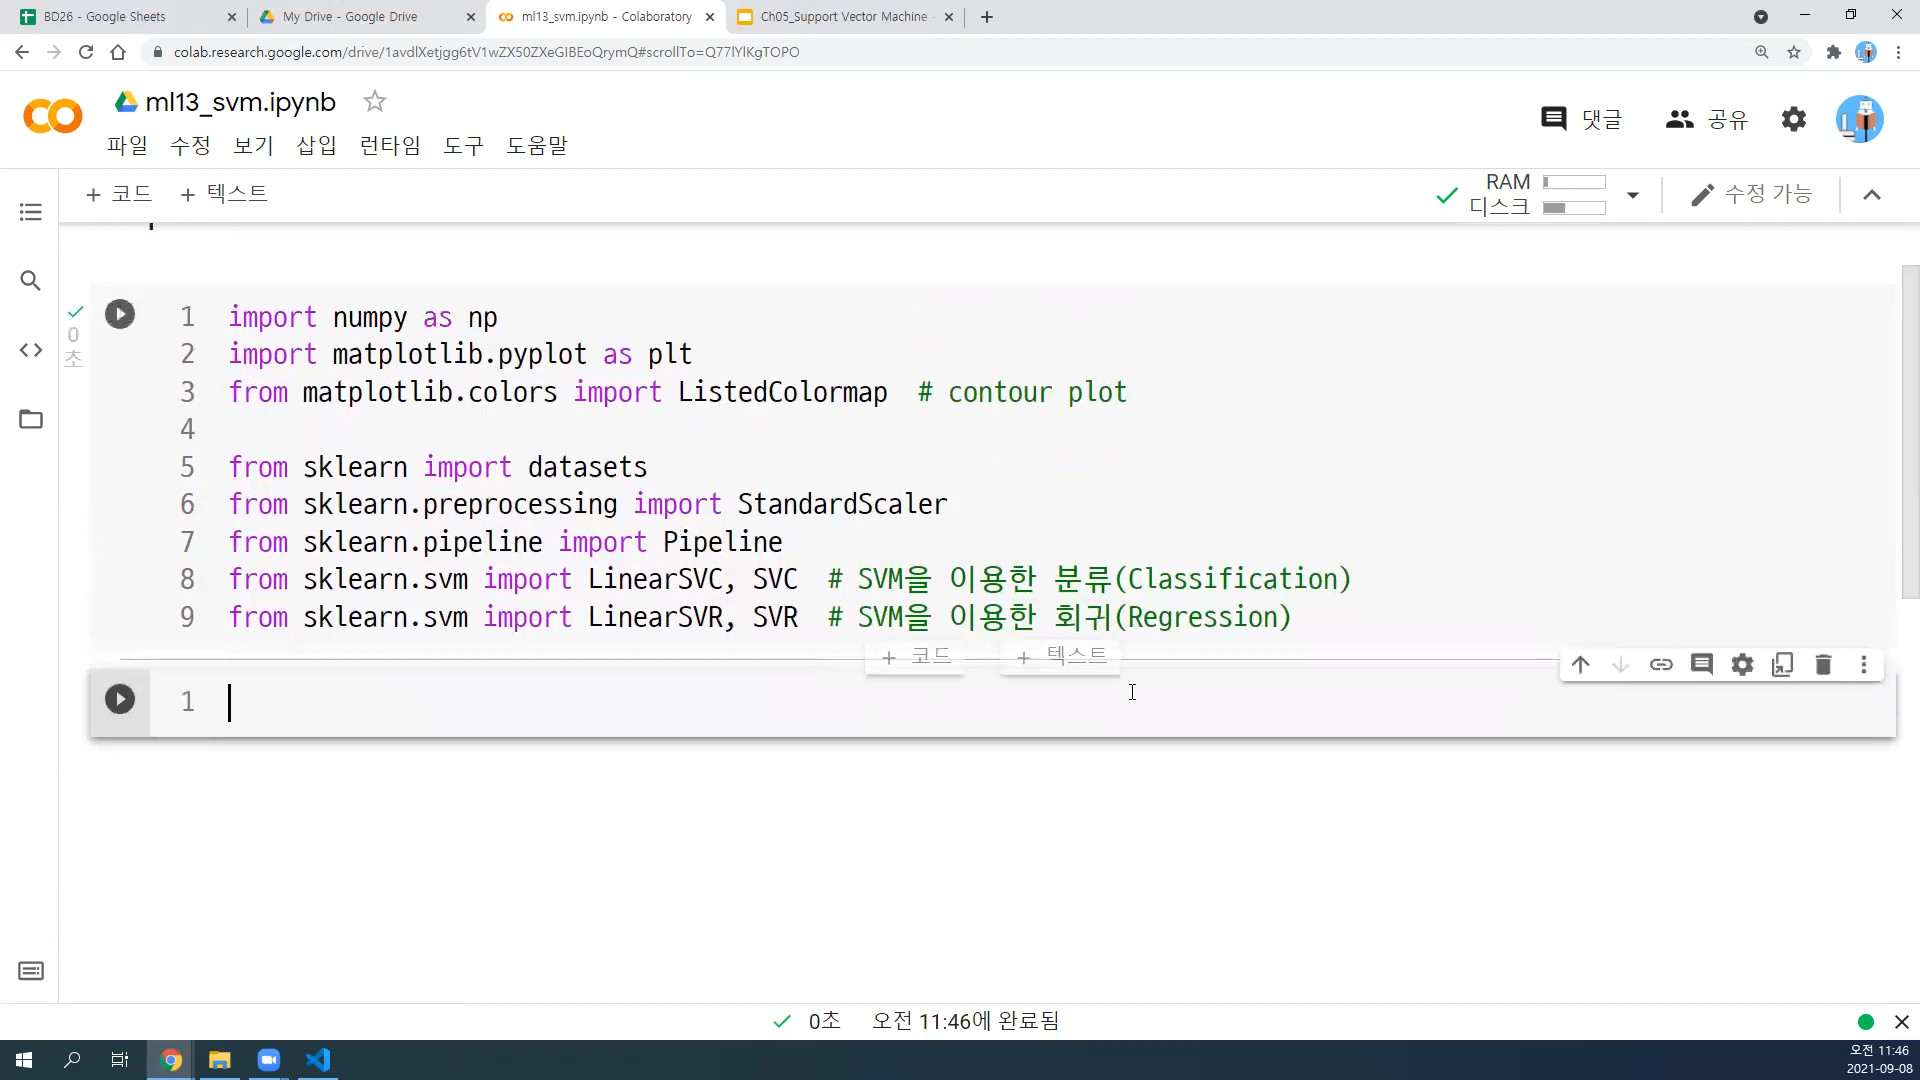 BD26 - Google Sheets
My Drive - Google Drive
ml13_svm.ipynb - Colaboratory
Ch05_Support Vector Machine
colab.research.google.com/drive/1avdlXetjgg6tV1wZX50ZXeGIBEoQrymQ#scrollTo=Q77lYlKgTOPO
ml13_svm.ipynb
댓글
공유
파일 수정 보기 삽입 런타임 도구 도움말
+ 코드 + 텍스트
RAM
디스크
수정 가능
0
초
1 import numpy as np
2 import matplotlib.pyplot as plt
3 from matplotlib.colors import ListedColormap # contour plot
4
5 from sklearn import datasets
6 from sklearn.preprocessing import StandardScaler
7 from sklearn.pipeline import Pipeline
8 from sklearn.svm import LinearSVC, SVC # SVM을 이용한 분류(Classification)
9 from sklearn.svm import LinearSVR, SVR # SVM을 이용한 회귀(Regression)
+ 코드 + 텍스트
1
0초 오전 11:46에 완료됨
오전 11:46
2021-09-08